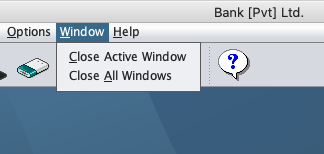 Bank [Pvt] Ltd.
Options Window Help
Close Active Window
Close All Windows
?